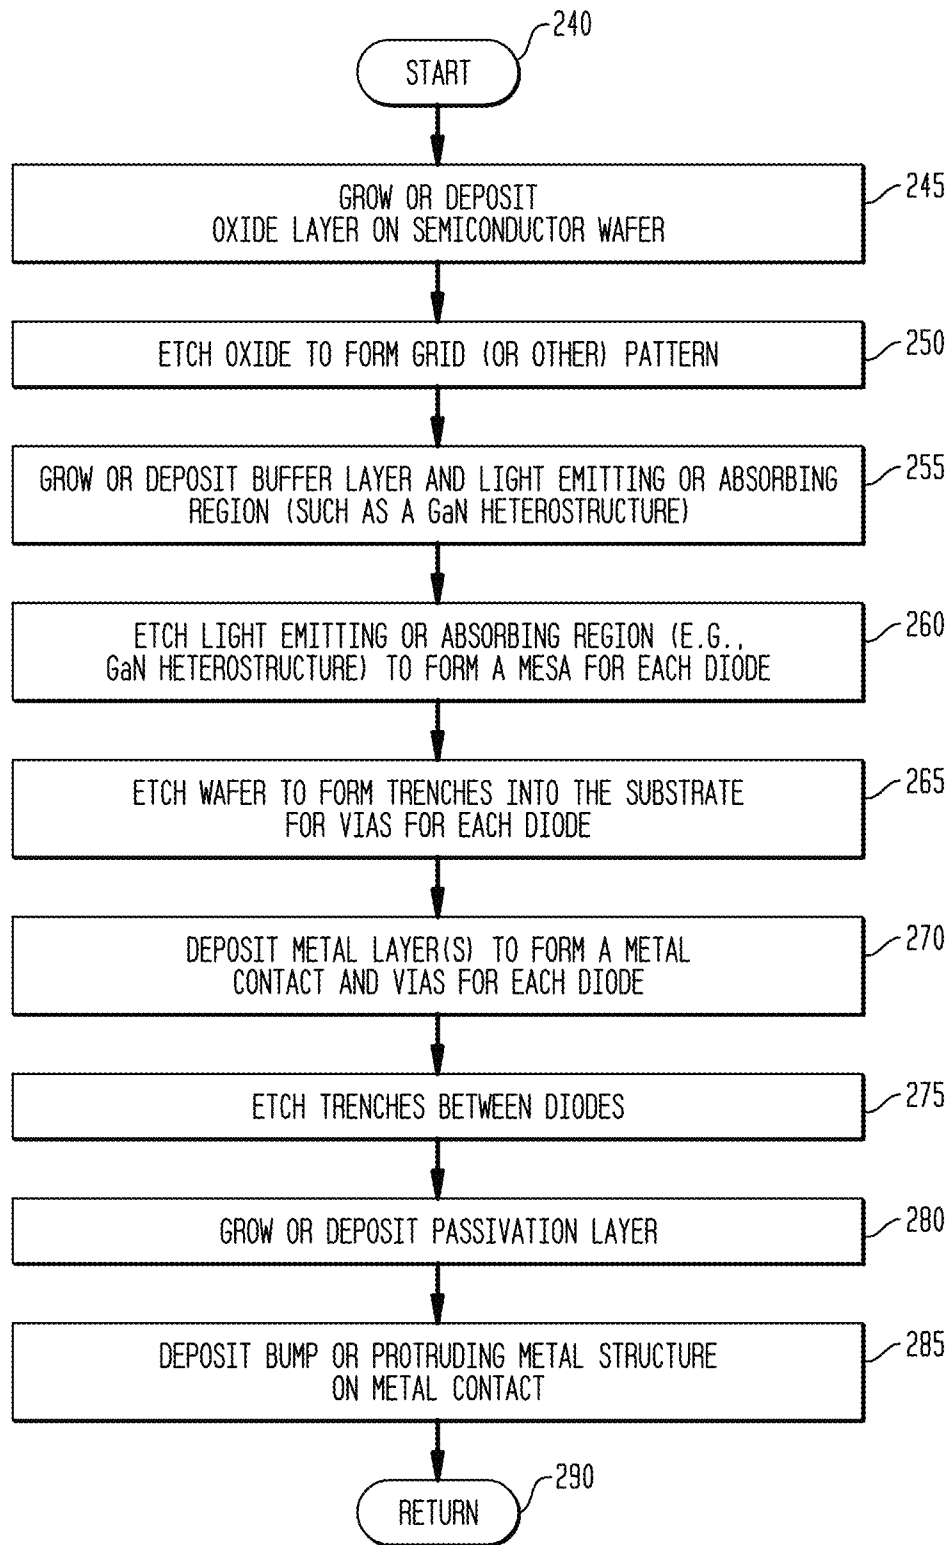 240
START
245
GROW OR DEPOSIT
OXIDE LAYER ON SEMICONDUCTOR WAFER
250
ETCH OXIDE TO FORM GRID (OR OTHER) PATTERN
255
GROW OR DEPOSIT BUFFER LAYER AND LIGHT EMITTING OR ABSORBING
REGION (SUCH AS A GaN HETEROSTRUCTURE)
260
ETCH LIGHT EMITTING OR ABSORBING REGION (E.G.,
GaN HETEROSTRUCTURE) TO FORM A MESA FOR EACH DIODE
265
ETCH WAFER TO FORM TRENCHES INTO THE SUBSTRATE
FOR VIAS FOR EACH DIODE
270
DEPOSIT METAL LAYER(S) TO FORM A METAL
CONTACT AND VIAS FOR EACH DIODE
275
ETCH TRENCHES BETWEEN DIODES
280
GROW OR DEPOSIT PASSIVATION LAYER
285
DEPOSIT BUMP OR PROTRUDING METAL STRUCTURE
ON METAL CONTACT
290
RETURN